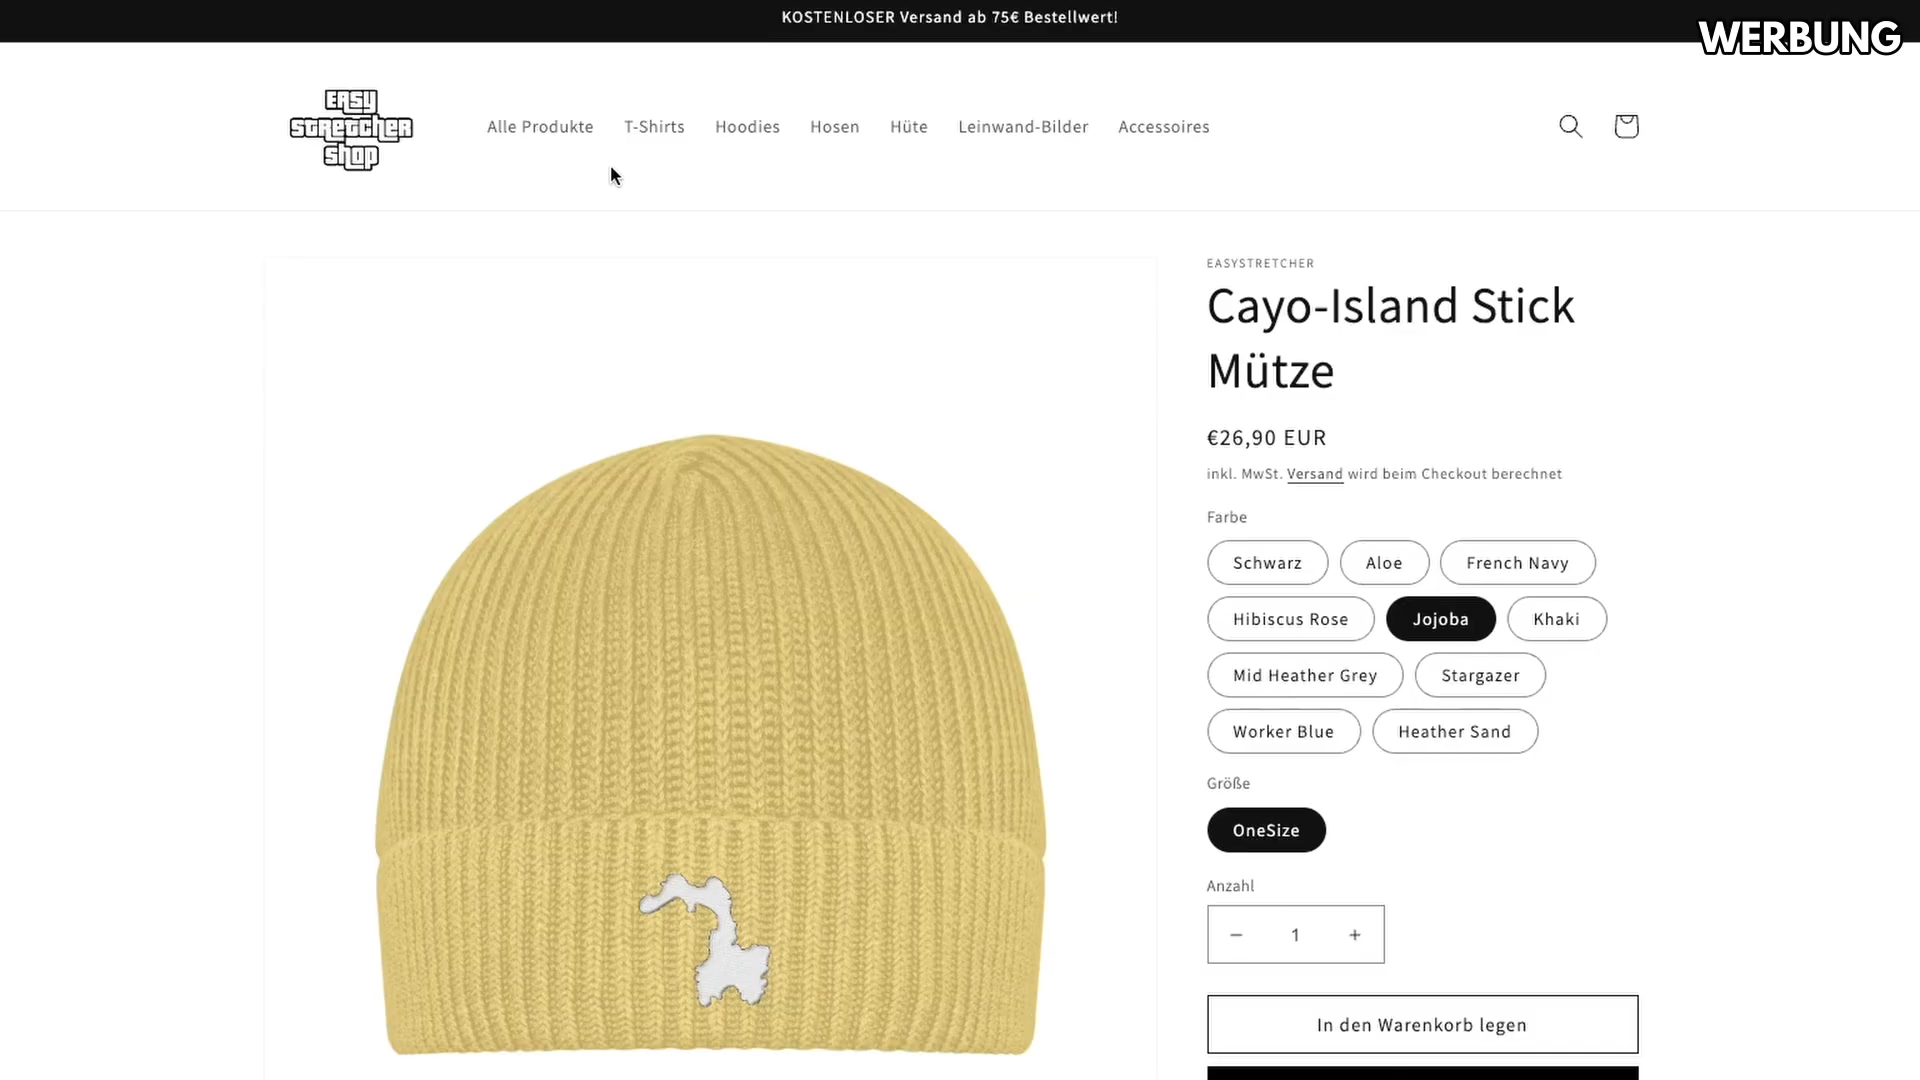 KOSTENLOSER Versand ab 75€ Bestellwert!
WERBUNG
EASY
STRETCHER
SHOP
Alle Produkte
T-Shirts
Hoodies
Hosen
Hüte
Leinwand-Bilder
Accessoires
EASYSTRETCHER
Cayo-Island Stick
Mütze
€26,90 EUR
inkl. MwSt. Versand wird beim Checkout berechnet
Farbe
Schwarz
Aloe
French Navy
Hibiscus Rose
Jojoba
Khaki
Mid Heather Grey
Stargazer
Worker Blue
Heather Sand
Größe
OneSize
Anzahl
− 1 +
In den Warenkorb legen